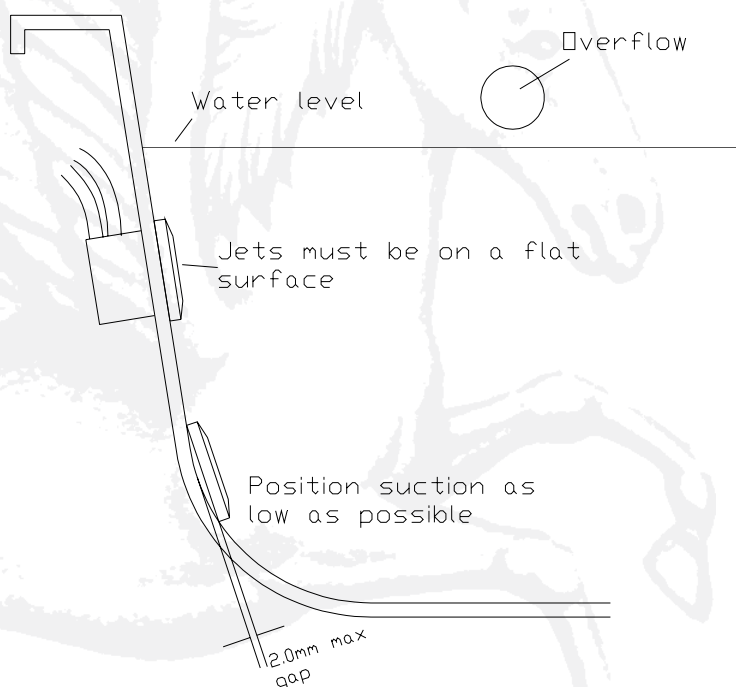 Overflow
Water level
Jets must be on a flat
surface
Position suction as
low as possible
2.0mm max
gap